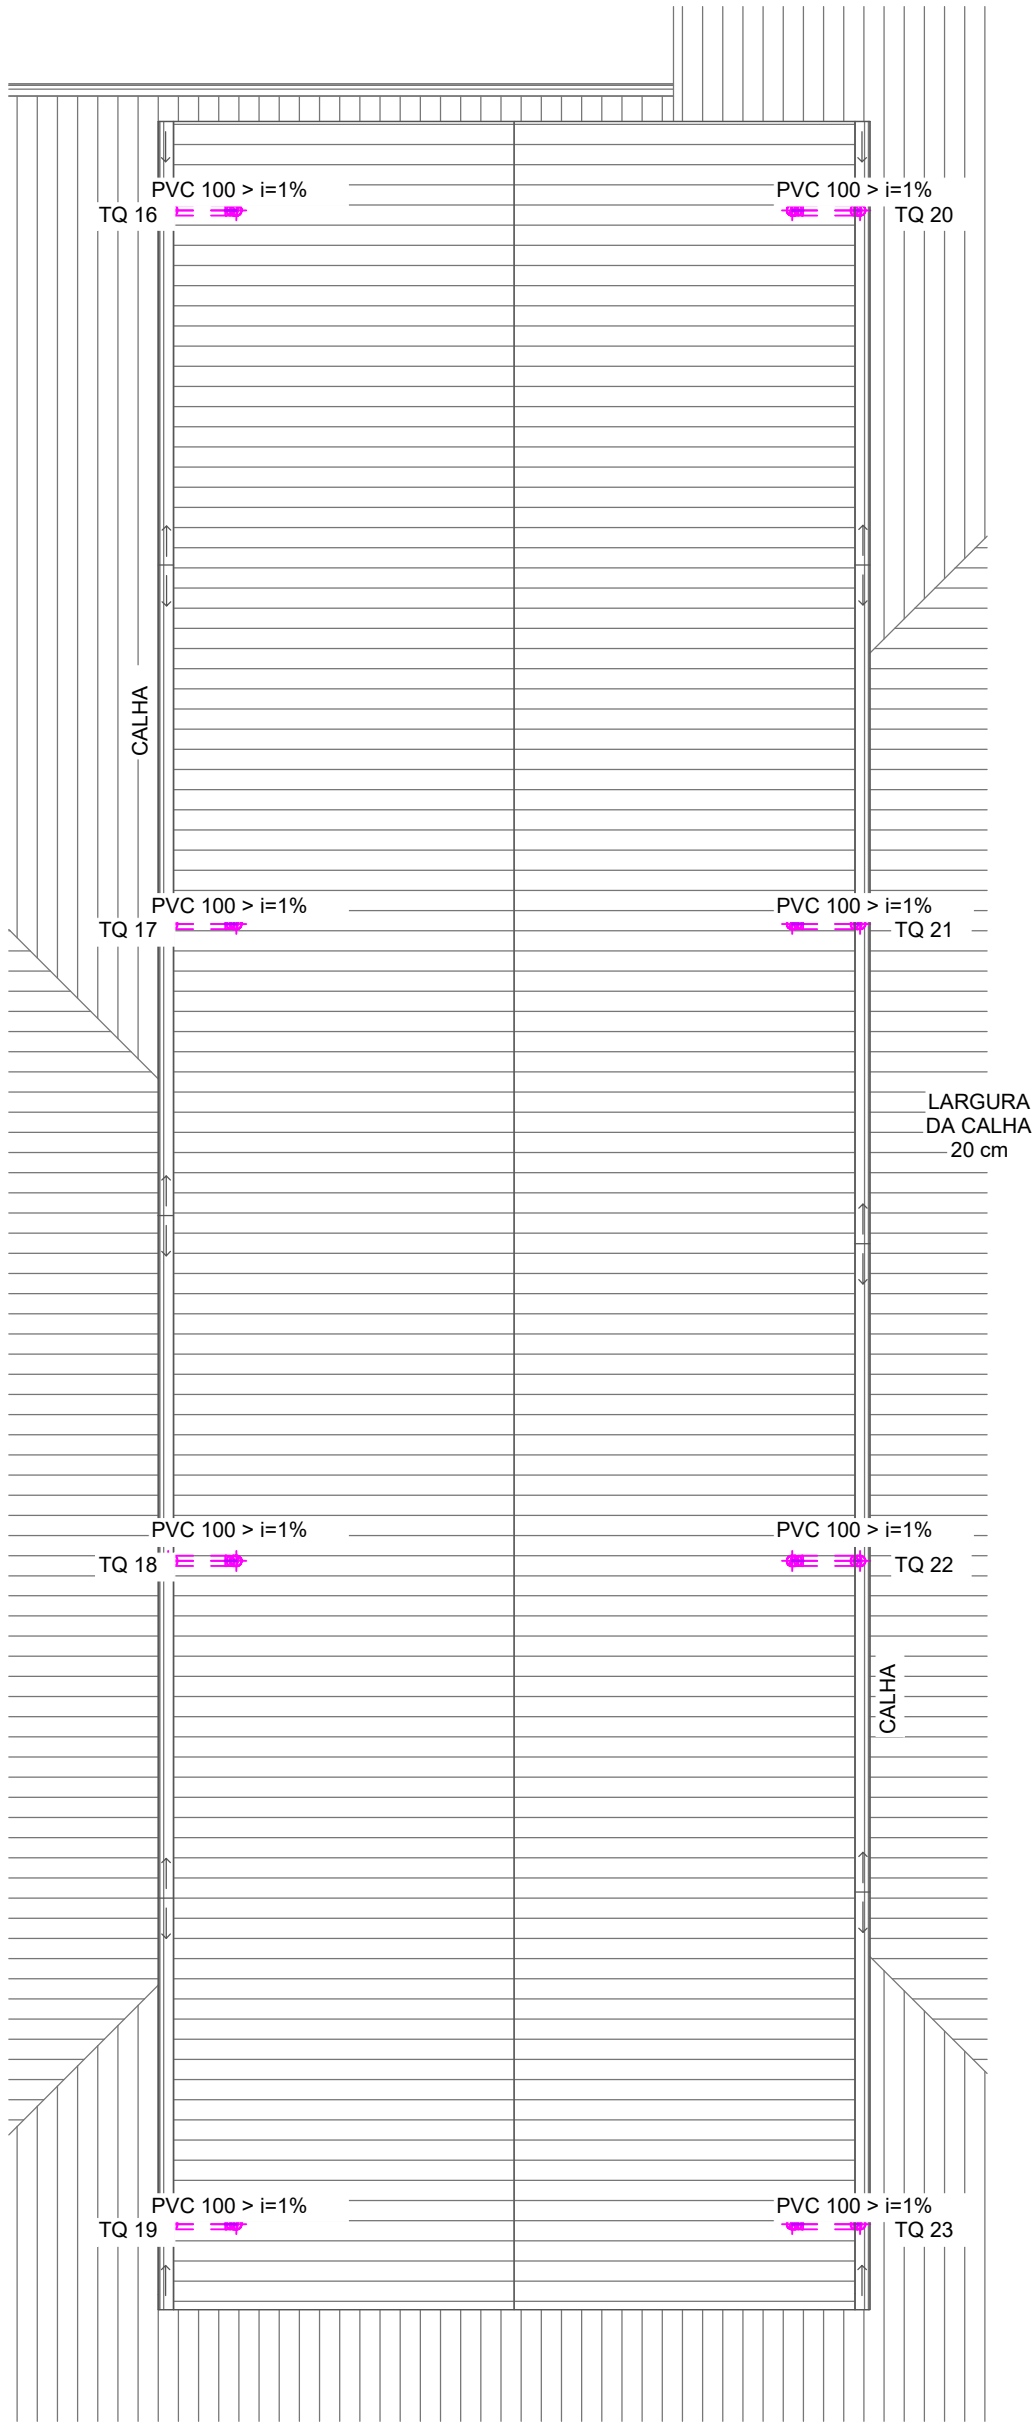 PVC 100 > i=1%
PVC 100 > i=1%
TQ 16
TQ 20
CALHA
PVC 100 > i=1%
PVC 100 > i=1%
TQ 17
TQ 21
LARGURA
DA CALHA
20 cm
PVC 100 > i=1%
PVC 100 > i=1%
TQ 18
TQ 22
CALHA
PVC 100 > i=1%
PVC 100 > i=1%
TQ 19
TQ 23